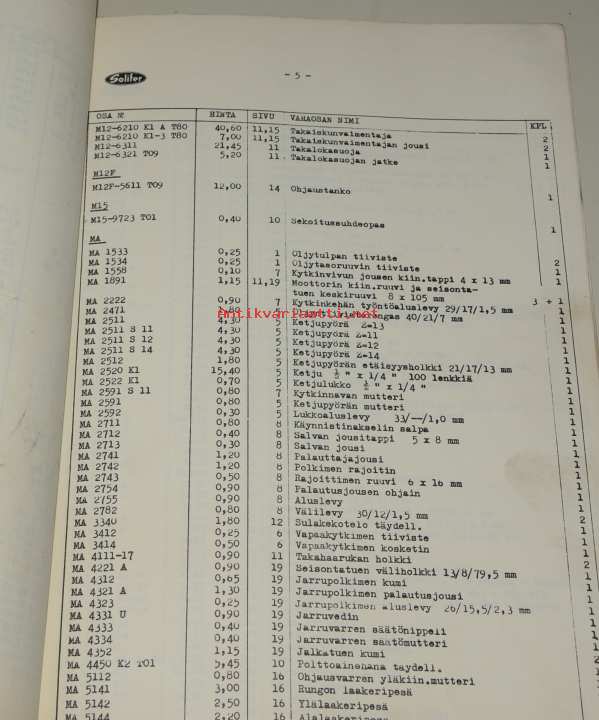 Solifer
- 5 -
OSA N HINTA SIVU VARAOSAN NIMI KPL
M12-6210 K1 A T80 40,60 11,15 Takaiskunvaimentaja 2
M12-6210 K1-3 T80 7,00 11,15 Takaiskunvaimentajan jousi 2
M12-6311 21,45 11 Takalokasuoja 1
M12-6321 T09 5,20 11 Takalokasuojan jatke 1
M12F
M12F-5611 T09 12,00 14 Ohjaustanko 1
M15
M15-9723 T01 0,40 10 Sekoitussuhdeopas 1
MA
MA 1533 0,25 1 Öljytulpan tiiviste 2
MA 1534 0,25 1 Öljytasoruuvin tiiviste 1
MA 1558 0,10 7 Kytkinvivun jousen kiin.tappi 4 x 13 mm 1
MA 1891 1,15 11,19 Moottorin kiin.ruuvi ja seisonta-
tuen keskiruuvi 8 x 105 mm 3 + 1
MA 2222 0,90 7 Kytkinkehän työntöaluslevy 29/17/1,5 mm 1
MA 2471 40/21/7 mm 1
MA 2511 4,30 5 Ketjupyörä Z=13 1
MA 2511 S 11 4,30 5 Ketjupyörä Z=11 1
MA 2511 S 12 4,30 5 Ketjupyörä Z=12 1
MA 2511 S 14 4,30 5 Ketjupyörä Z=14 1
MA 2512 1,80 5 Ketjupyörän etäisyysholkki 21/17/13 mm 1
MA 2520 K1 15,40 5 Ketju ½ " x 1/4 " 100 lenkkiä 1
MA 2522 K1 0,70 5 Ketjulukko ½ " x 1/4 " 1
MA 2591 S 11 0,80 7 Kytkinnavan mutteri 1
MA 2591 0,80 5 Ketjupyörän mutteri 1
MA 2592 0,30 5 Lukkoaluslevy 33/--/1,0 mm 1
MA 2711 0,80 8 Käynnistinakselin salpa 1
MA 2712 0,40 8 Salvan jousitappi 5 x 8 mm 1
MA 2713 0,30 8 Salvan jousi 1
MA 2741 1,20 8 Palauttajajousi 1
MA 2742 1,20 8 Polkimen rajoitin 1
MA 2743 0,50 8 Rajoittimen ruuvi 6 x 16 mm 1
MA 2754 0,90 8 Palautusjousen ohjain 1
MA 2755 0,90 8 Aluslevy 1
MA 2782 0,80 8 Välilevy 30/12/1,5 mm 1
MA 3340 1,80 12 Sulakekotelo täydell. 2
MA 3412 0,25 6 Vapaakytkimen tiiviste 1
MA 3414 0,50 6 Vapaakytkimen kosketin 1
MA 4111-17 0,90 11 Takahaarukan holkki 1
MA 4221 A 0,90 19 Seisontatuen väliholkki 13/8/79,5 mm 2
MA 4312 0,65 19 Jarrupolkimen kumi 1
MA 4321 A 1,30 19 Jarrupolkimen palautusjousi 1
MA 4323 0,25 19 Jarrupolkimen aluslevy 26/15,5/2,3 mm 1
MA 4331 U 0,90 19 Jarruvedin 1
MA 4333 0,40 19 Jarruvarren säätönippeli 1
MA 4334 0,40 19 Jarruvarren säätömutteri 1
MA 4352 1,15 19 Jalkatuen kumi
MA 4450 K2 T01 5,45 10 Polttoainehana täydell.
MA 5112 0,80 16 Ohjausvarren yläkiin.mutteri
MA 5141 3,00 16 Rungon laakeripesä
MA 5142 2,50 16 Ylälaakeripesä
MA 5144 2,20 16 Alalaakeripesä
Antikvariaatti.net